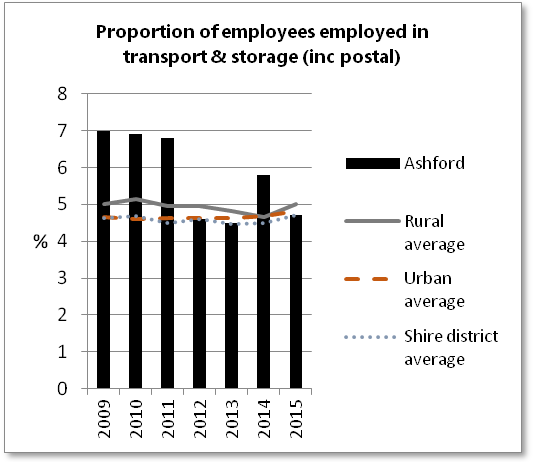 Proportion of employees employed in
transport & storage (inc postal)
8
7
6
5
4
3
2
1
0
%
2009
2010
2011
2012
2013
2014
2015
Ashford
Rural
average
Urban
average
Shire district
average